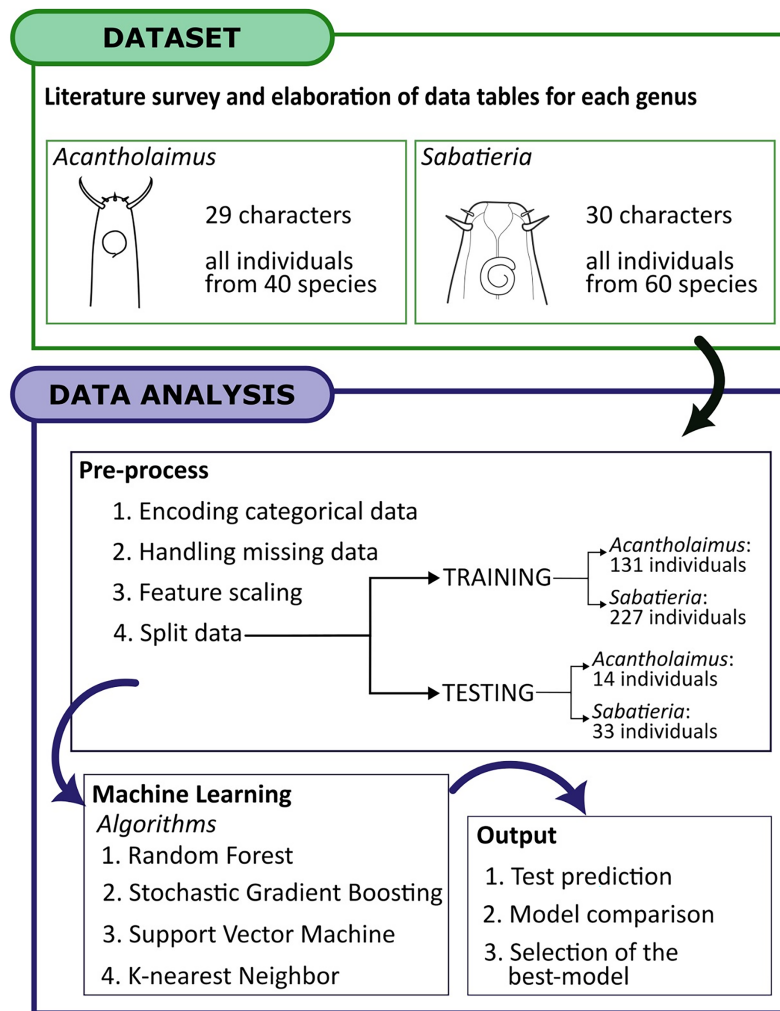 DATASET
Literature survey and elaboration of data tables for each genus
Acantholaimus
29 characters
all individuals
from 40 species
Sabatieria
30 characters
all individuals
from 60 species
DATA ANALYSIS
Pre-process
1. Encoding categorical data
2. Handling missing data
3. Feature scaling
4. Split data
TRAINING
Acantholaimus:
131 individuals
Sabatieria:
227 individuals
TESTING
Acantholaimus:
14 individuals
Sabatieria:
33 individuals
Machine Learning
Algorithms
1. Random Forest
2. Stochastic Gradient Boosting
3. Support Vector Machine
4. K-nearest Neighbor
Output
1. Test prediction
2. Model comparison
3. Selection of the
best-model